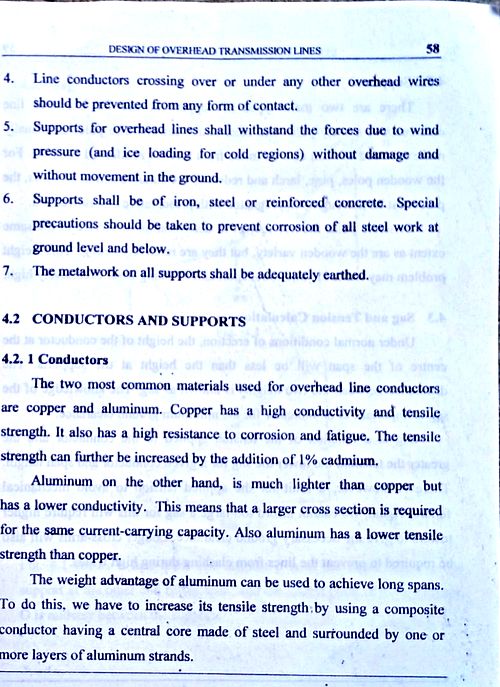 DESIGN OF OVERHEAD TRANSMISSION LINES 58
4. Line conductors crossing over or under any other overhead wires
should be prevented from any form of contact.
5. Supports for overhead lines shall withstand the forces due to wind
pressure (and ice loading for cold regions) without damage and
without movement in the ground.
6. Supports shall be of iron, steel or reinforced concrete. Special
precautions should be taken to prevent corrosion of all steel work at
ground level and below.
7. The metalwork on all supports shall be adequately earthed.
4.2 CONDUCTORS AND SUPPORTS
4.2. 1 Conductors
The two most common materials used for overhead line conductors
are copper and aluminum. Copper has a high conductivity and tensile
strength. It also has a high resistance to corrosion and fatigue. The tensile
strength can further be increased by the addition of 1% cadmium.
Aluminum on the other hand, is much lighter than copper but
has a lower conductivity. This means that a larger cross section is required
for the same current-carrying capacity. Also aluminum has a lower tensile
strength than copper.
The weight advantage of aluminum can be used to achieve long spans.
To do this, we have to increase its tensile strength by using a composite
conductor having a central core made of steel and surrounded by one or
more layers of aluminum strands.